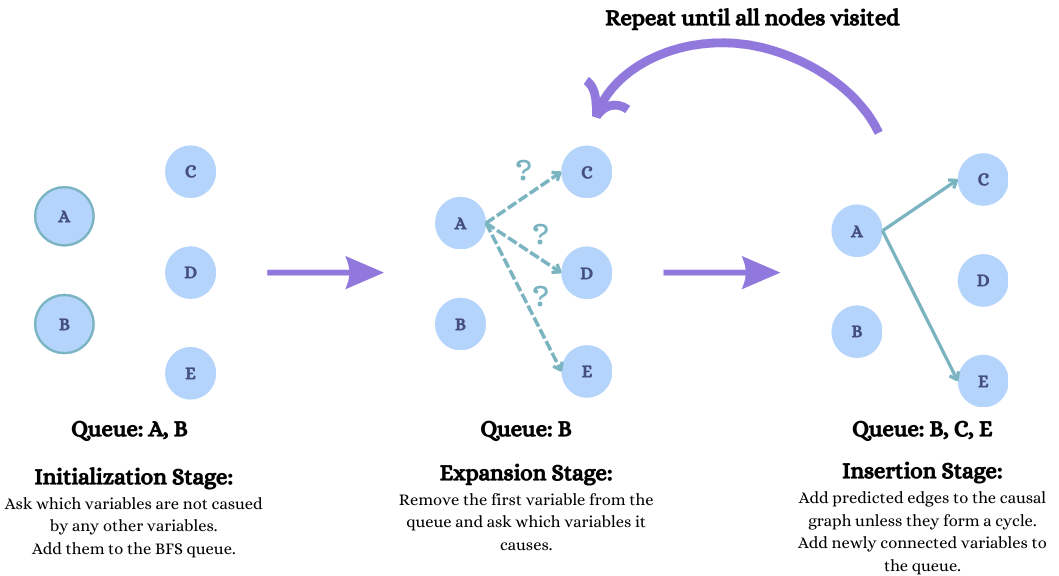 Repeat until all nodes visited
A
B
C
D
E
?
?
?
A
B
C
D
E
A
B
C
D
E
Queue: A, B
Initialization Stage:
Ask which variables are not casued
by any other variables.
Add them to the BFS queue.
Queue: B
Expansion Stage:
Remove the first variable from the
queue and ask which variables it
causes.
Queue: B, C, E
Insertion Stage:
Add predicted edges to the causal
graph unless they form a cycle.
Add newly connected variables to
the queue.